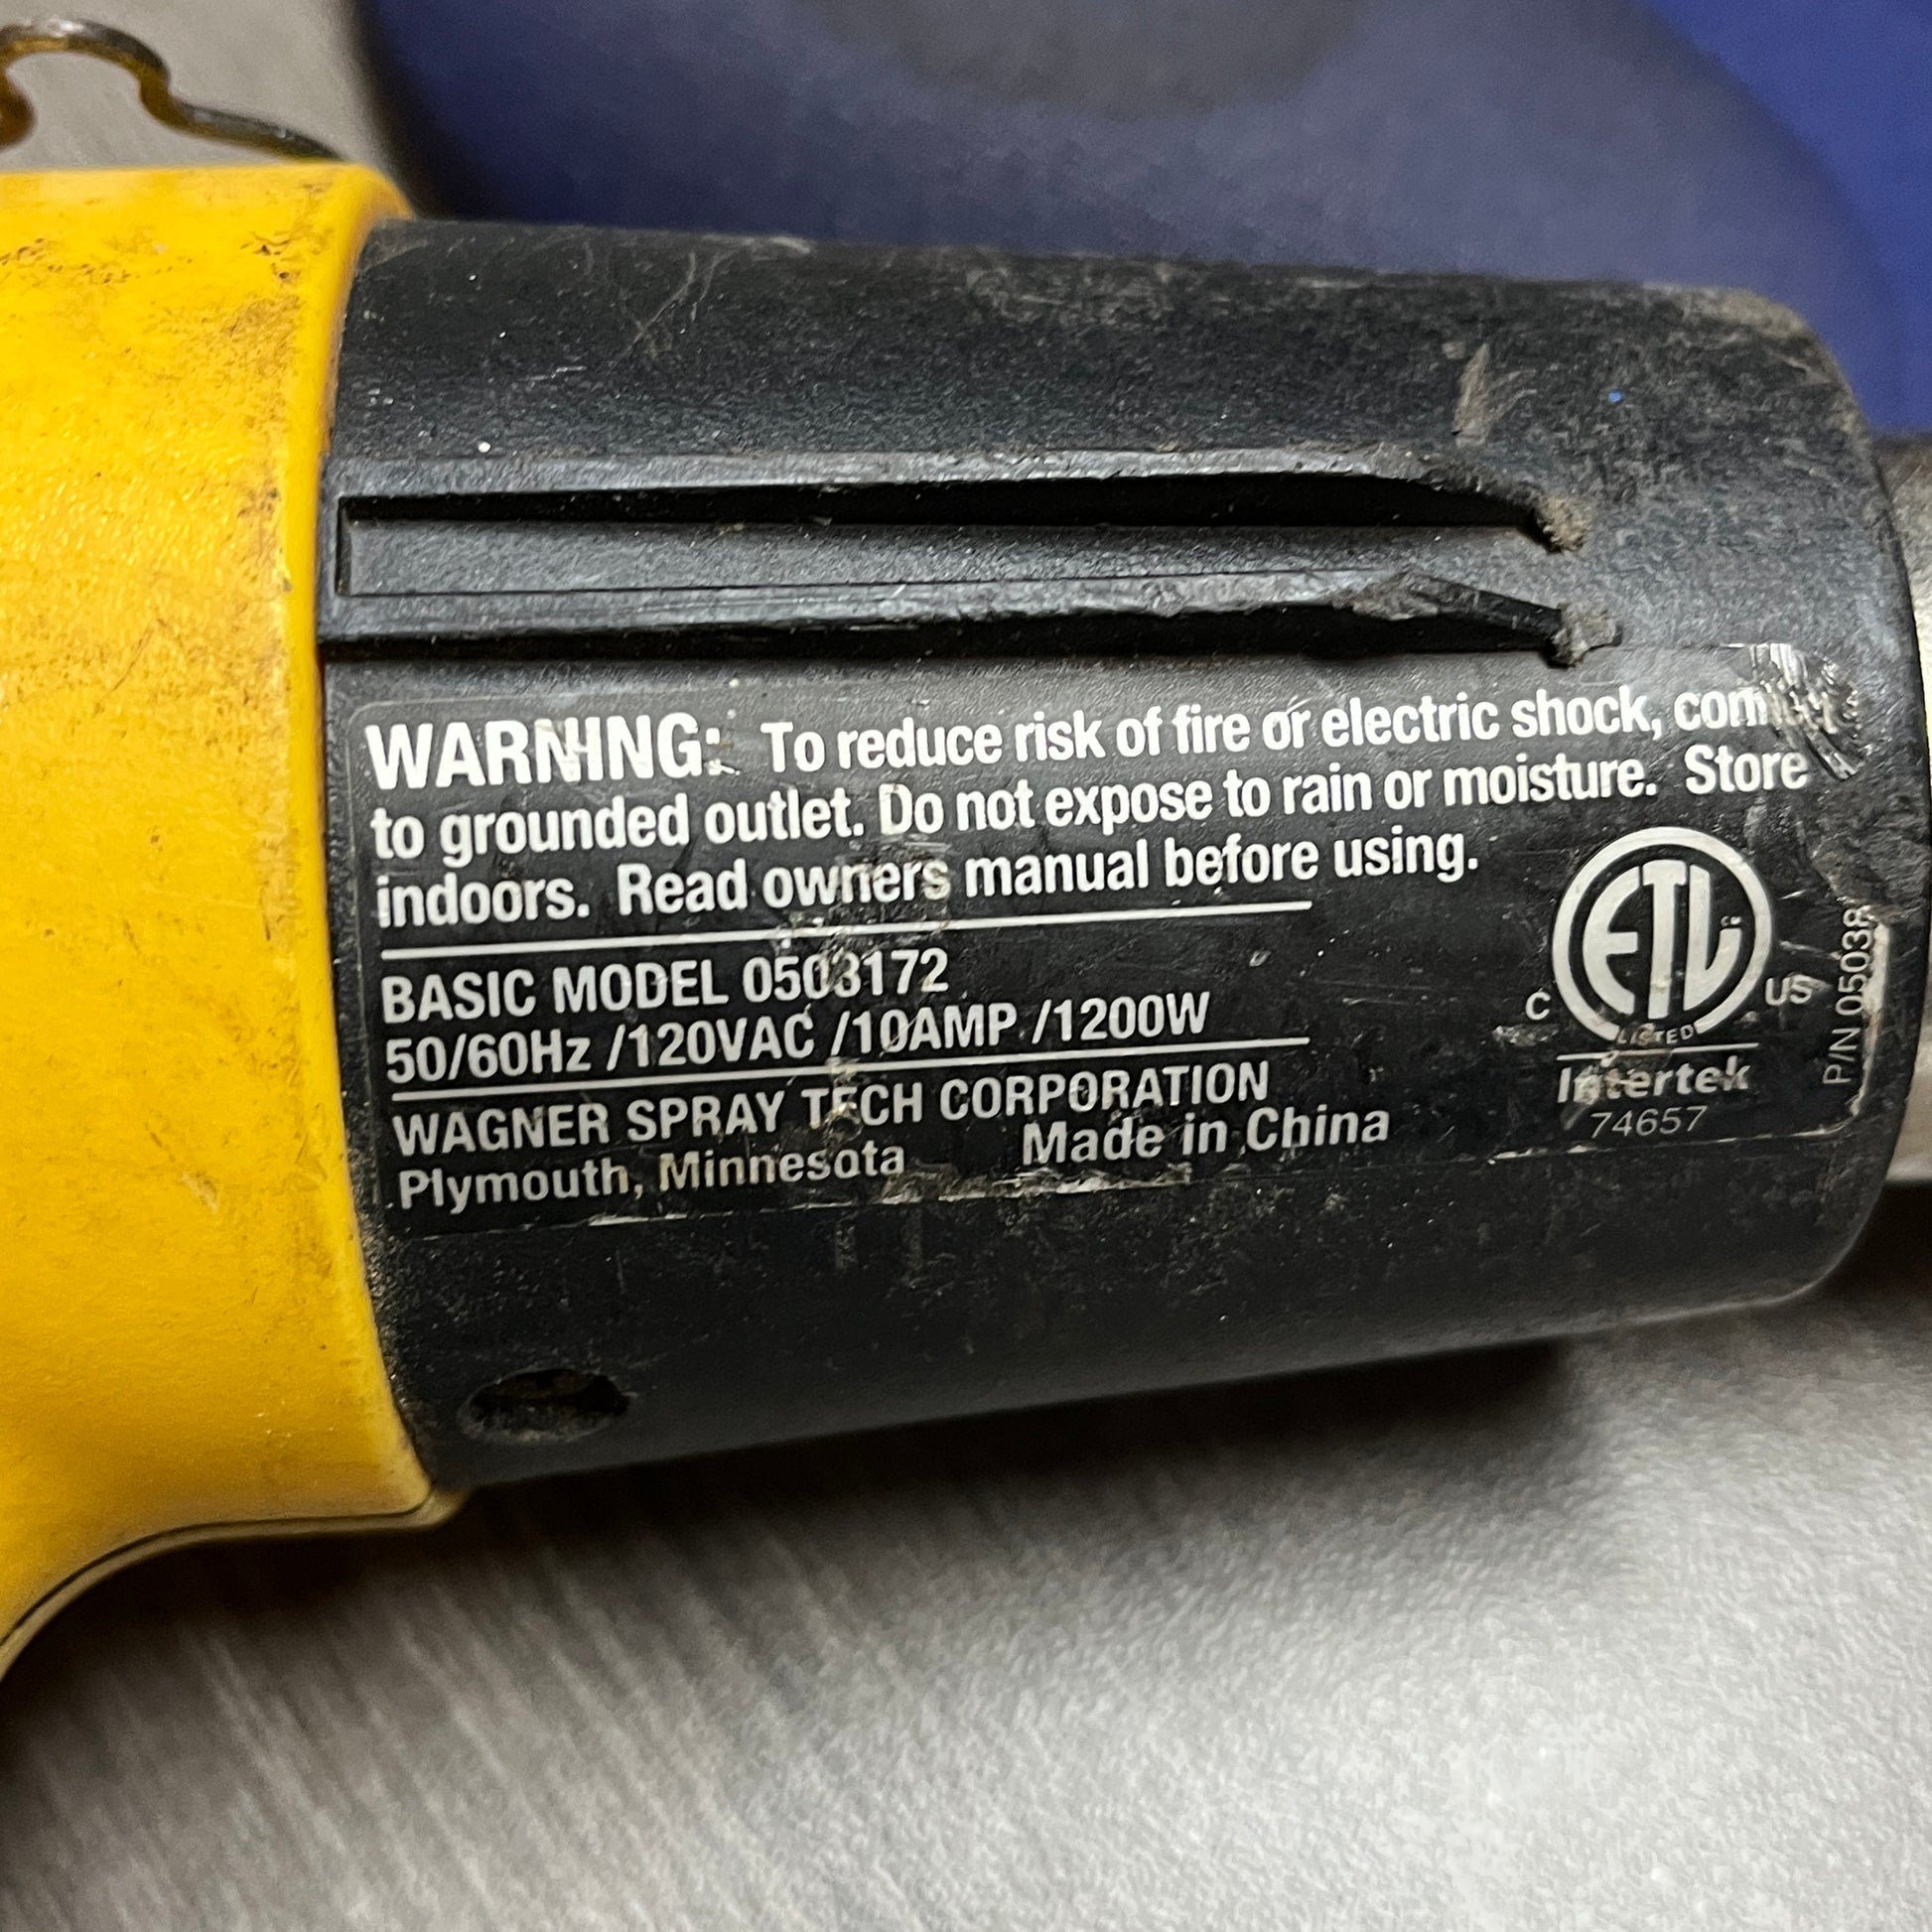 WARNING: To reduce risk of fire or electric shock,
to grounded outlet. Do not expose to rain or moisture. Store
indoors. Read owners manual before using.
BASIC MODEL 0503172
50/60Hz /120VAC /10AMP /1200W
WAGNER SPRAY TECH CORPORATION
Plymouth, Minnesota Made in China
ETL
C US
LISTED
Intertek
74657
P/N